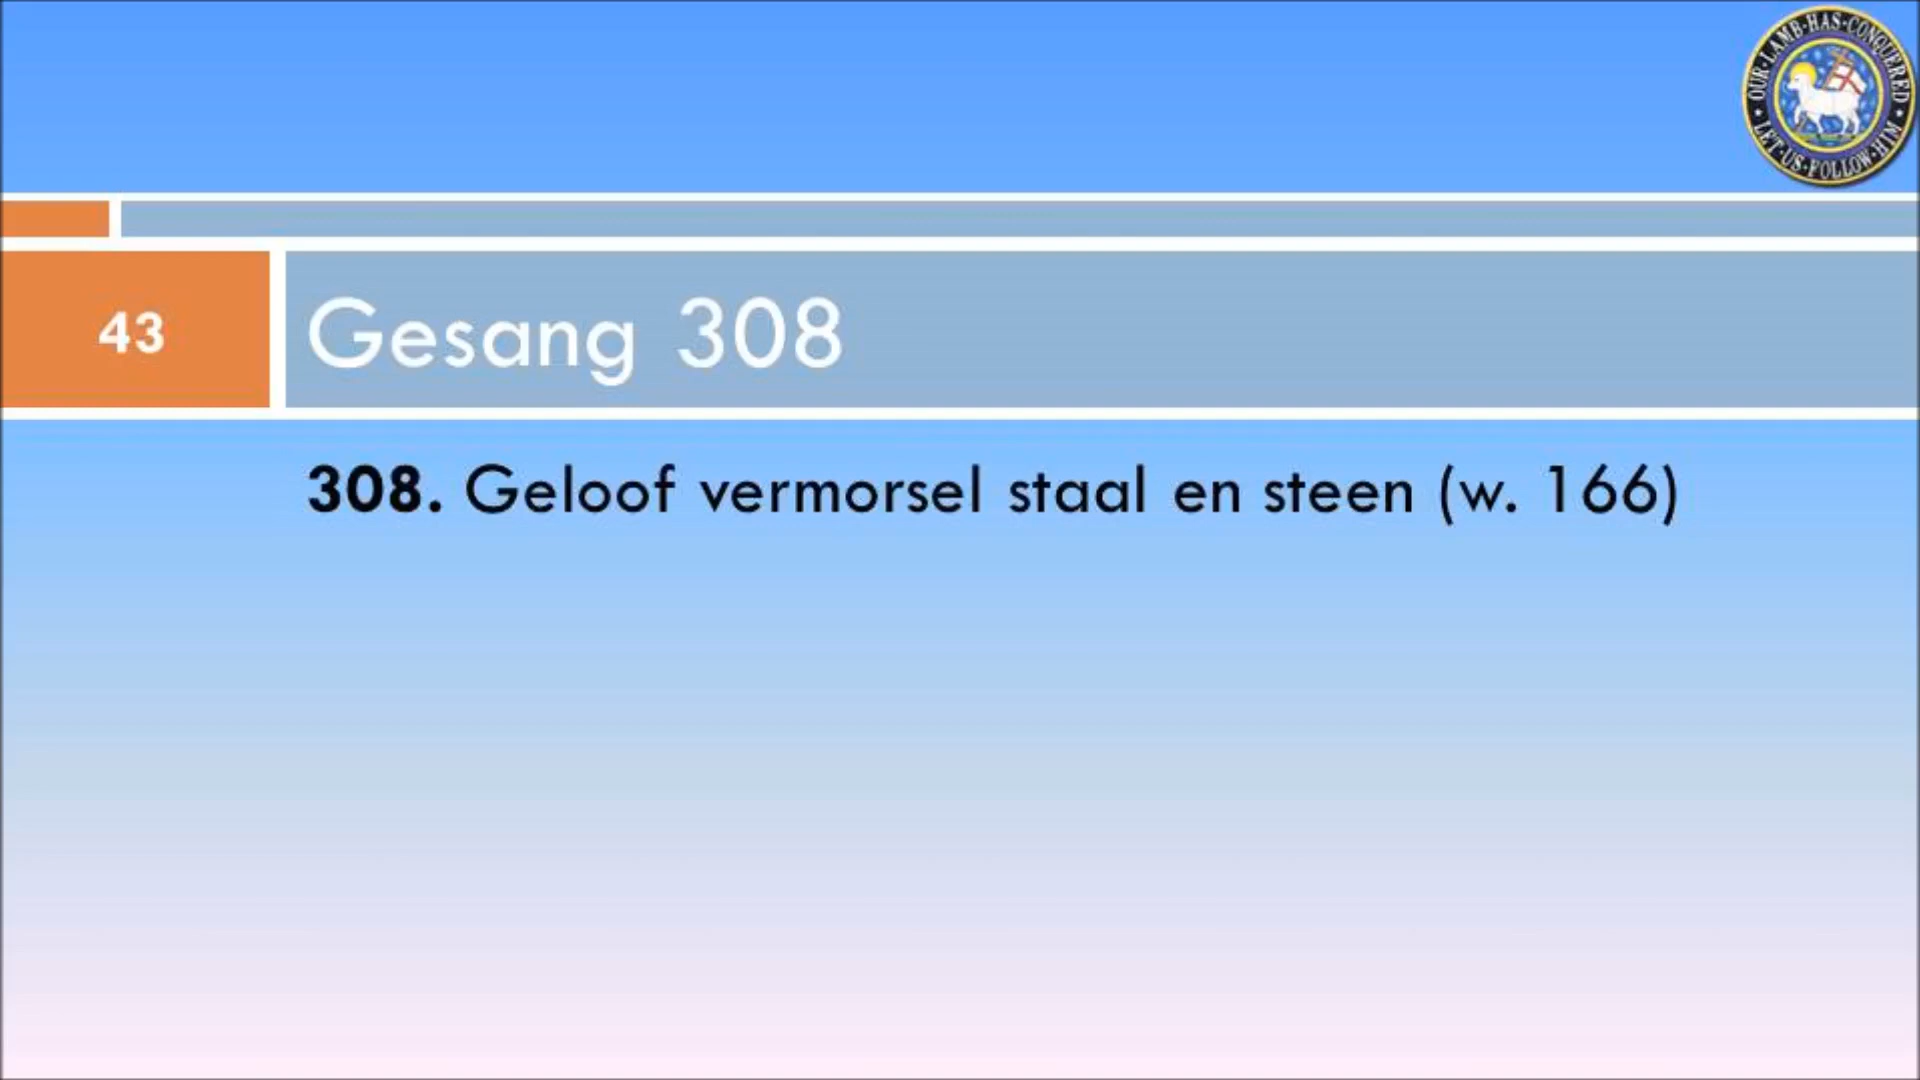 OUR·LAMB·HAS·CONQUERED
LET·US·FOLLOW·HIM
43
Gesang 308
308. Geloof vermorsel staal en steen (w. 166)